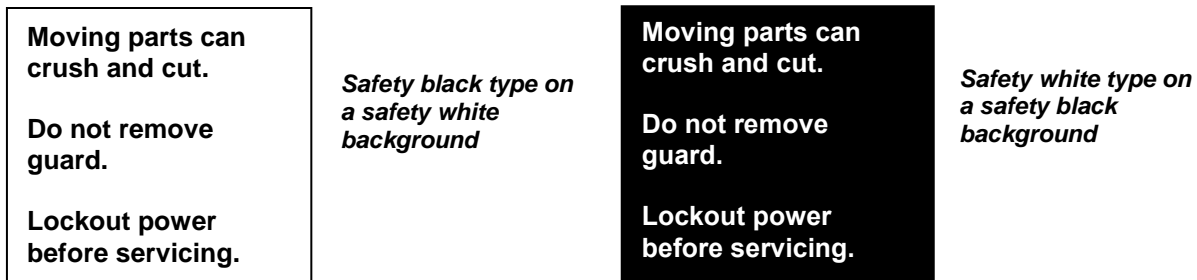 Moving parts can
crush and cut.
Do not remove
guard.
Lockout power
before servicing.
Safety black type on
a safety white
background
Moving parts can
crush and cut.
Do not remove
guard.
Lockout power
before servicing.
Safety white type on
a safety black
background